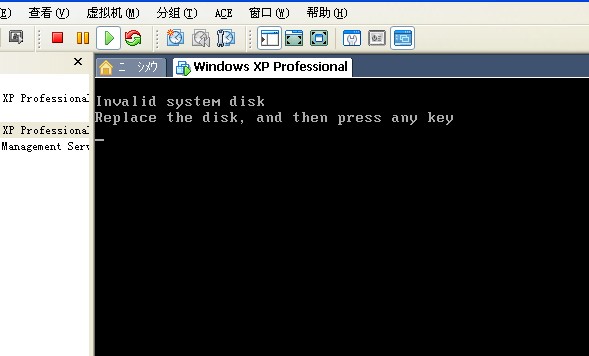 (E) 查看(V) 虚拟机(M) 分组(T) ACE 窗口(W) 帮助(H)
ニ シメウ Windows XP Professional
XP Professional
XP Professional
Management Serv
Invalid system disk
Replace the disk, and then press any key